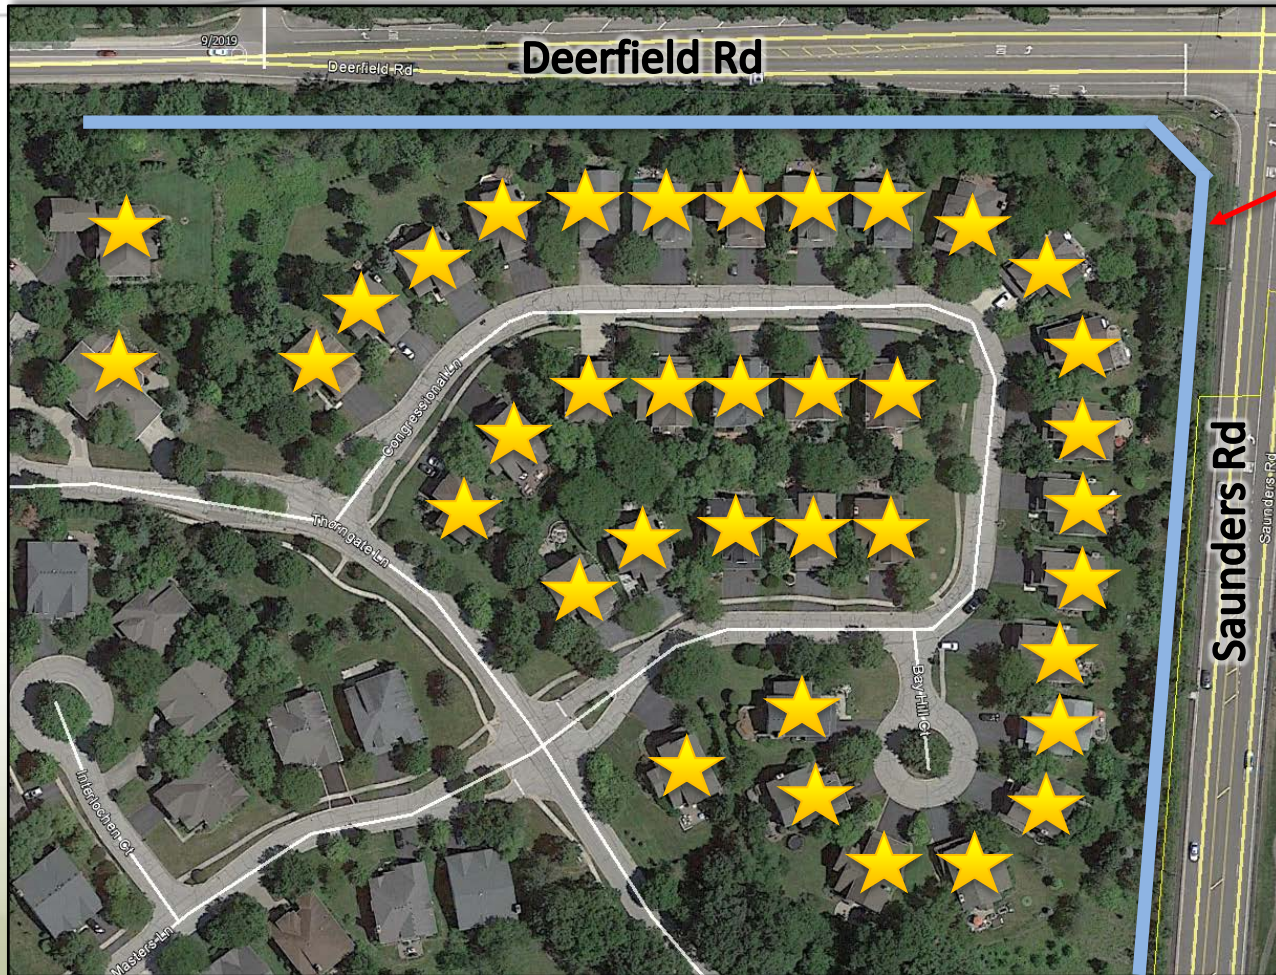 Deerfield Rd
9/2019
Deerfield Rd
Congressional Ln
Saunders Rd
Saunders Rd
Thorngate Ln
Bay Hill Ct
Interlochen Ct
Masters Ln